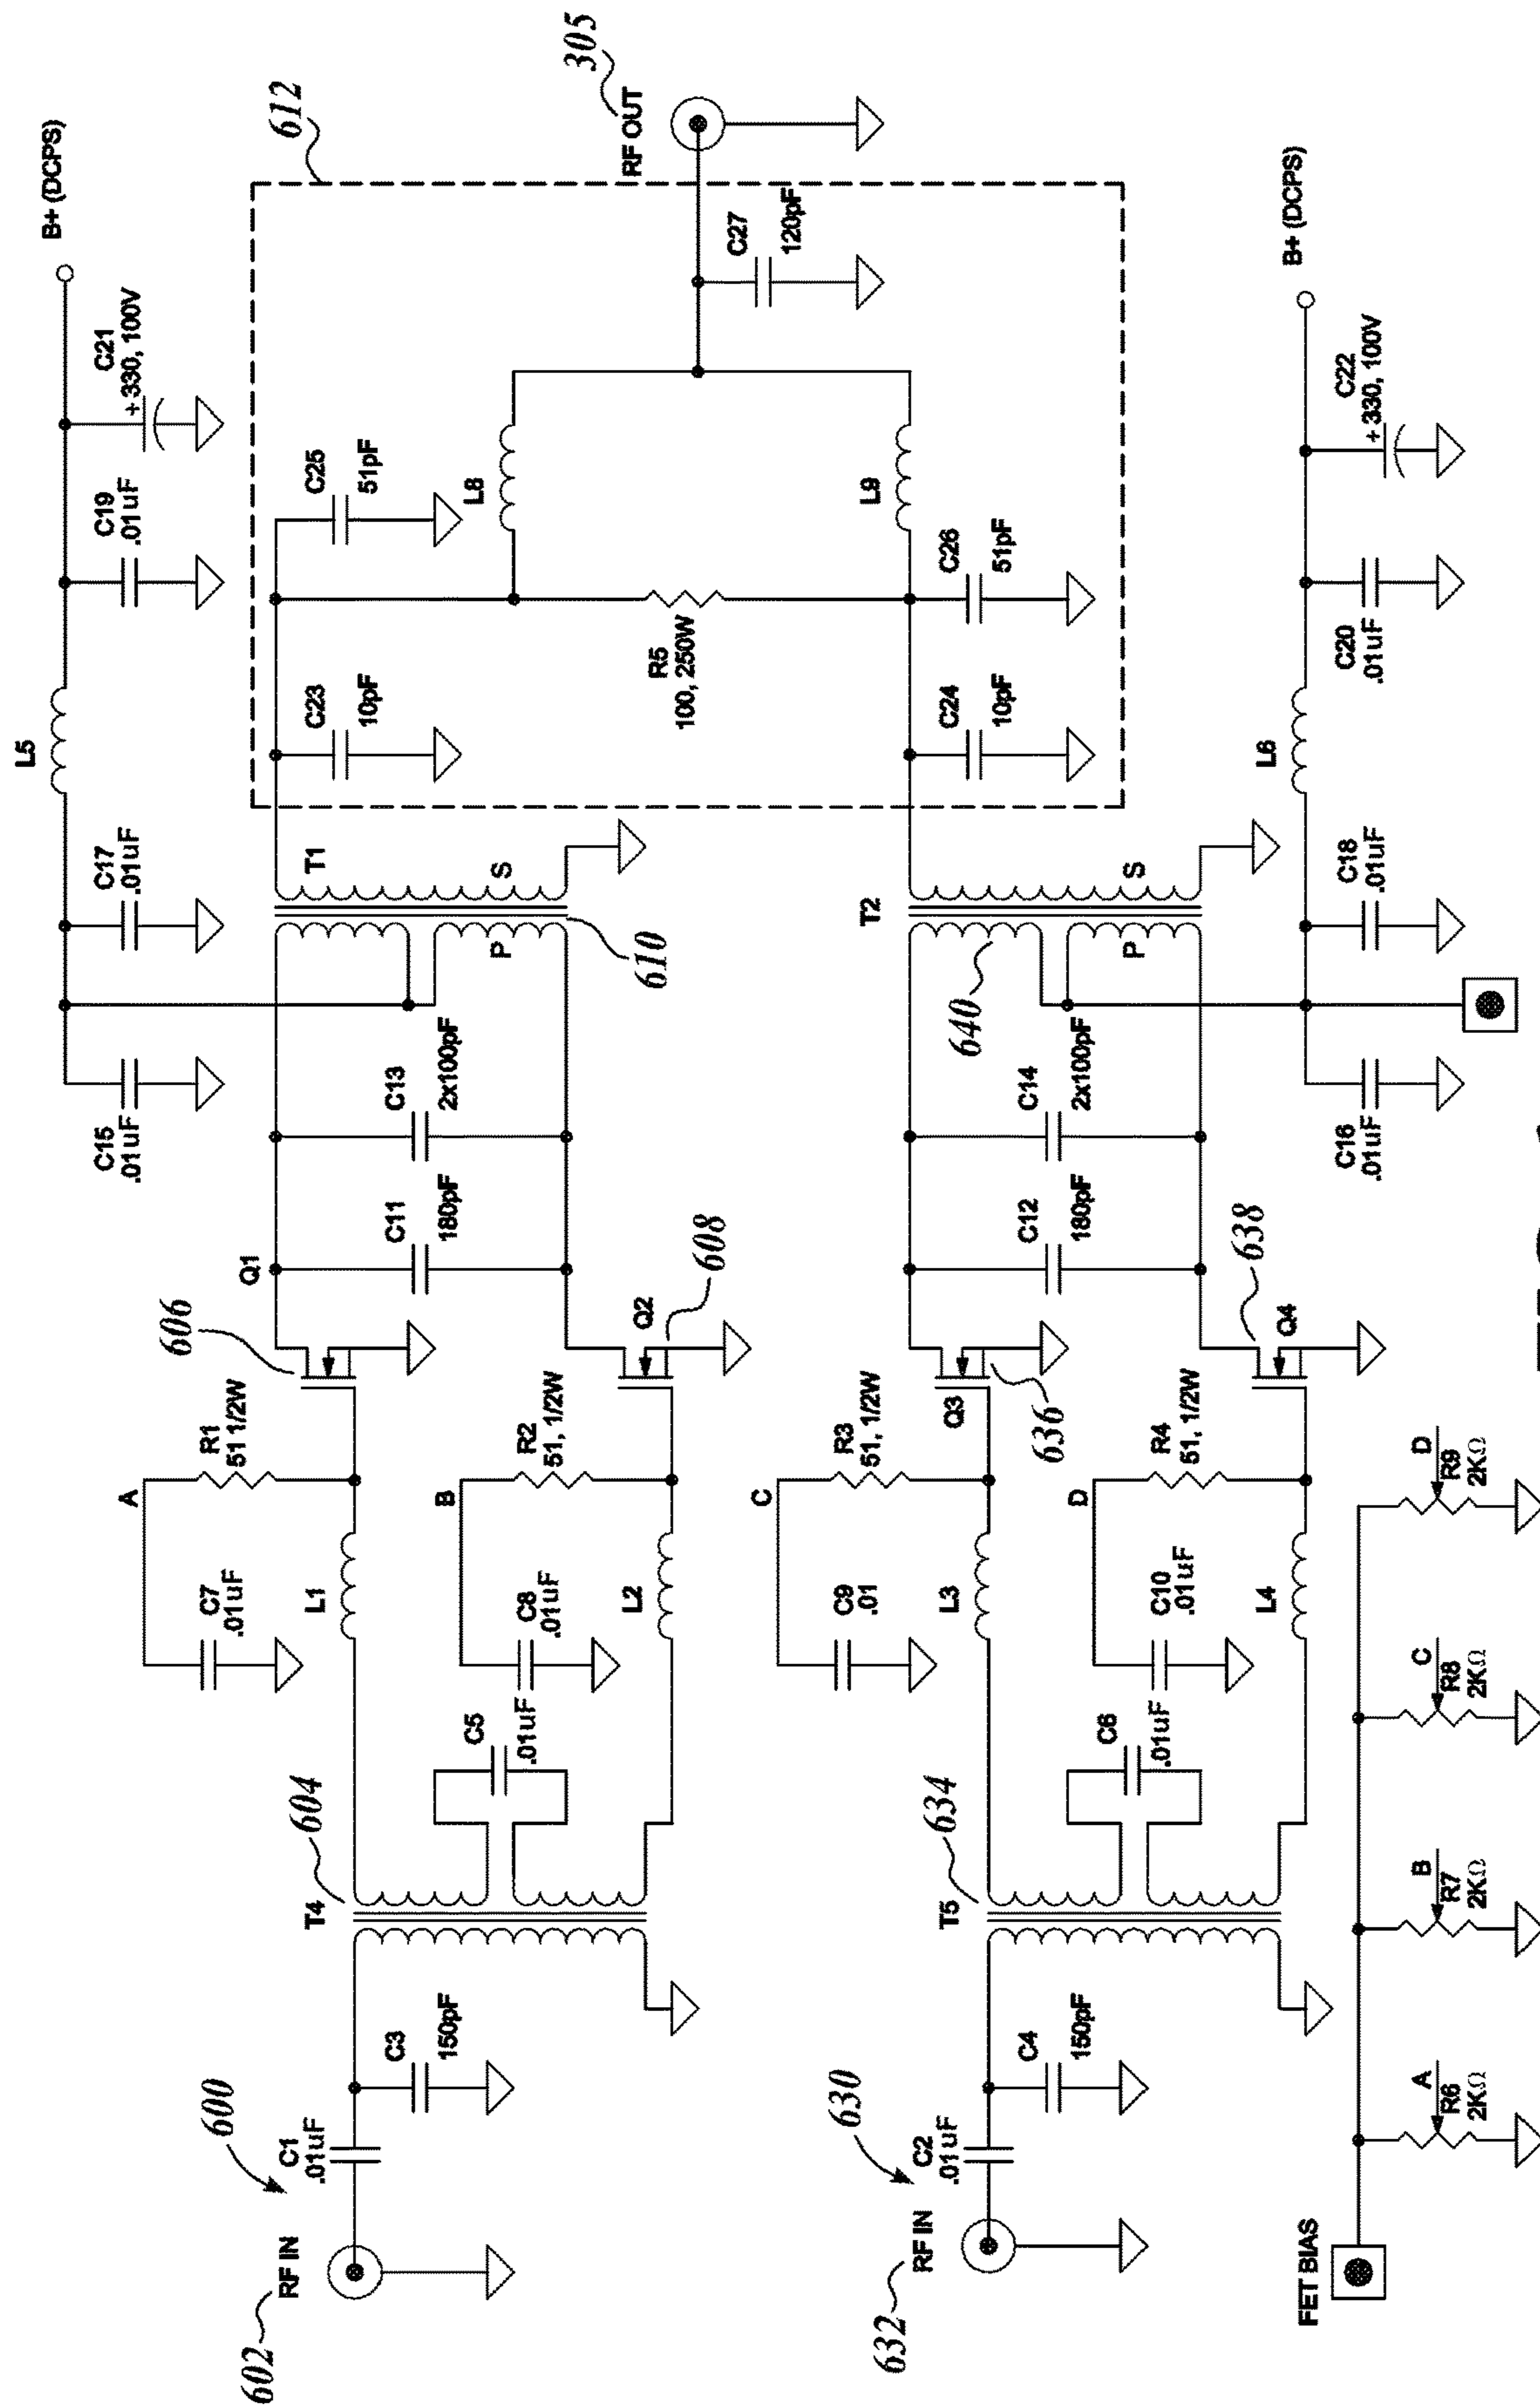 B+ (DCPS)
L5
C15
.01uF
C17
.01uF
C19
.01uF
C21
+ 330, 100V
612
305
RF OUT
606
R1
51 1/2W
A
C7
.01uF
L1
Q1
C11
180pF
C13
2x100pF
T1
P
S
610
C23
10pF
C25
51pF
L8
R5
100, 250W
C27
120pF
600
602
RF IN
C1
.01uF
C3
150pF
T4
604
C5
.01uF
B
C8
.01uF
L2
R2
51, 1/2W
Q2
608
630
632
RF IN
C2
.01uF
C4
150pF
T5
634
C6
.01uF
C
C9
.01
L3
R3
51, 1/2W
Q3
636
C12
180pF
C14
2x100pF
640
T2
P
S
C24
10pF
C26
51pF
L9
D
C10
.01uF
L4
R4
51, 1/2W
Q4
638
C16
.01uF
C18
.01uF
L6
C20
.01uF
C22
+ 330, 100V
B+ (DCPS)
FET BIAS
A
R6
2KΩ
B
R7
2KΩ
C
R8
2KΩ
D
R9
2KΩ